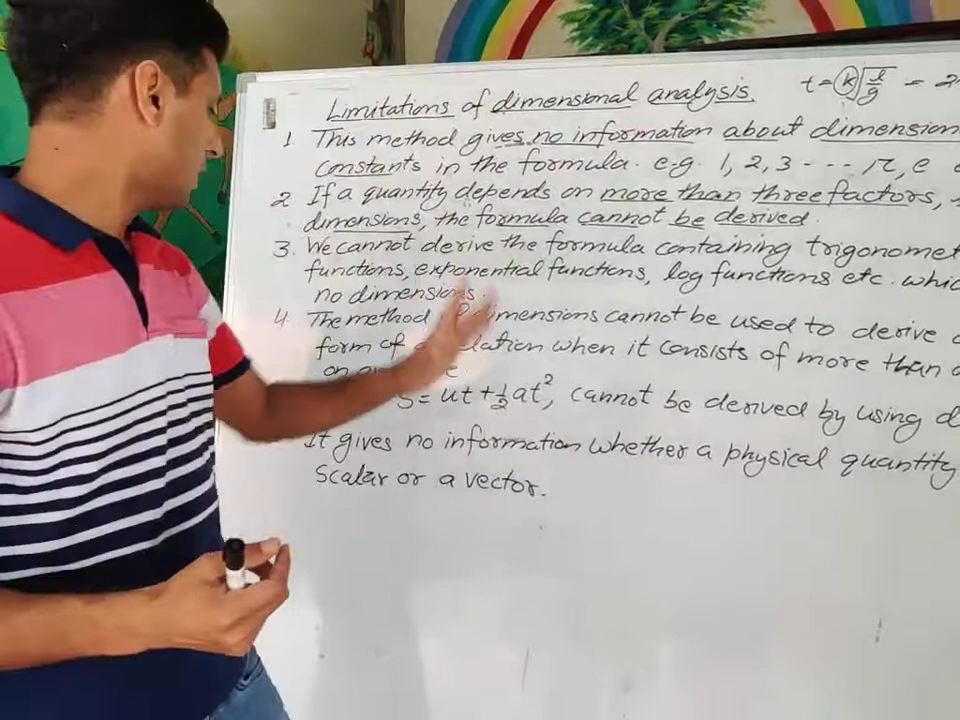 Limitations of dimensional analysis.
t = k√l/g = 2
1. This method gives no information about dimension
constants in the formula. e.g. 1, 2, 3 - - - π, e
2 If a quantity depends on more than three factors,
dimensions, the formula cannot be derived.
3. We cannot derive the formula containing trigonomet
functions, exponential functions, log functions etc. whic
no dimensions.
4. The method dimensions cannot be used to derive
form of when it consists of more than
on
S = ut + 1/2 at², cannot be derived by using d
It gives no information whether a physical quantity
scalar or a vector.